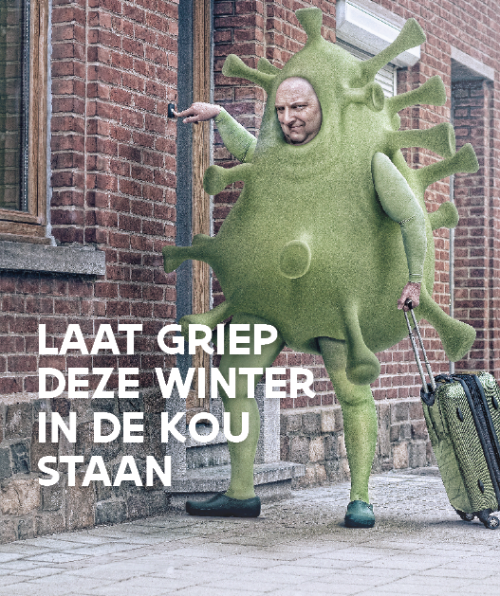 LAAT GRIEP
DEZE WINTER
IN DE KOU
STAAN